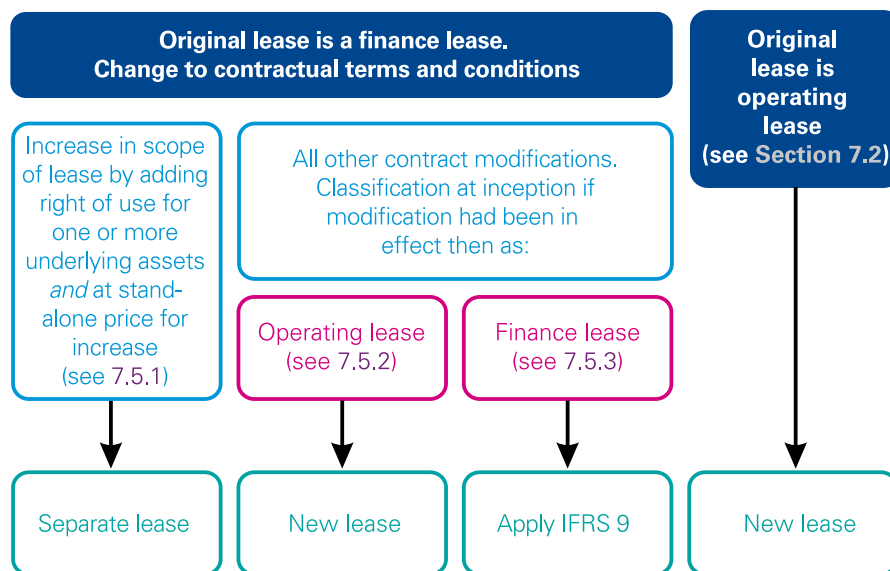 Original lease is a finance lease.
Change to contractual terms and conditions
Original
lease is
operating
lease
(see Section 7.2)
Increase in scope
of lease by adding
right of use for
one or more
underlying assets
and at stand-
alone price for
increase
(see 7.5.1)
All other contract modifications.
Classification at inception if
modification had been in
effect then as:
Operating lease
(see 7.5.2)
Finance lease
(see 7.5.3)
Separate lease
New lease
Apply IFRS 9
New lease